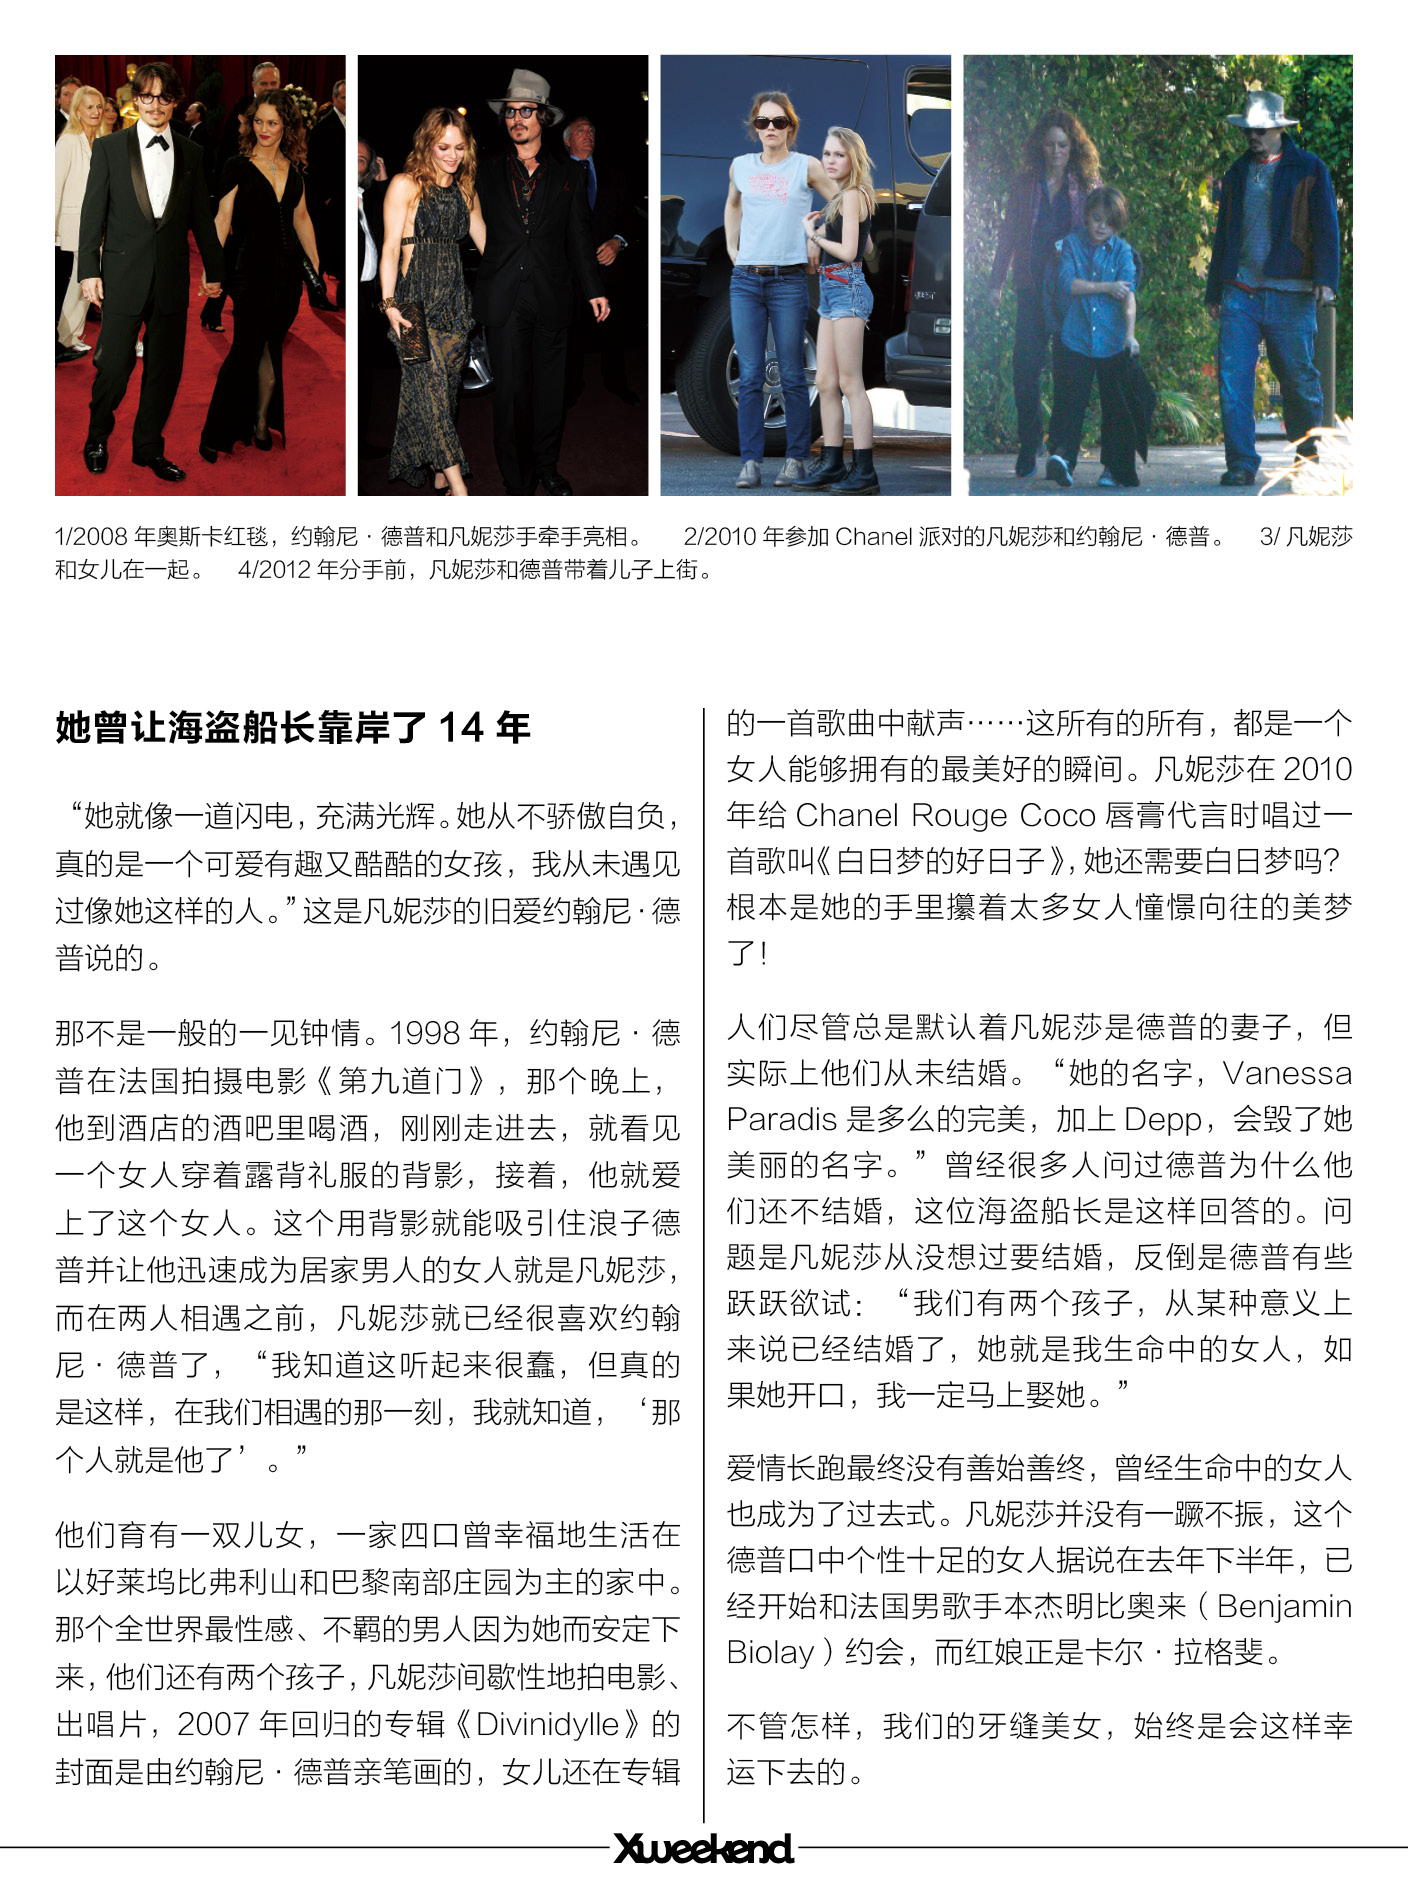 1/2008 年奥斯卡红毯，约翰尼·德普和凡妮莎手牵手亮相。 2/2010 年参加 Chanel 派对的凡妮莎和约翰尼·德普。 3/ 凡妮莎
和女儿在一起。 4/2012 年分手前，凡妮莎和德普带着儿子上街。
她曾让海盗船长靠岸了 14 年
“她就像一道闪电，充满光辉。她从不骄傲自负，
真的是一个可爱有趣又酷酷的女孩，我从未遇见
过像她这样的人。”这是凡妮莎的旧爱约翰尼·德
普说的。
那不是一般的一见钟情。1998 年，约翰尼·德
普在法国拍摄电影《第九道门》，那个晚上，
他到酒店的酒吧里喝酒，刚刚走进去，就看见
一个女人穿着露背礼服的背影，接着，他就爱
上了这个女人。这个用背影就能吸引住浪子德
普并让他迅速成为居家男人的女人就是凡妮莎，
而在两人相遇之前，凡妮莎就已经很喜欢约翰
尼·德普了，“我知道这听起来很蠢，但真的
是这样，在我们相遇的那一刻，我就知道，‘那
个人就是他了’。”
他们育有一双儿女，一家四口曾幸福地生活在
以好莱坞比弗利山和巴黎南部庄园为主的家中。
那个全世界最性感、不羁的男人因为她而安定下
来，他们还有两个孩子，凡妮莎间歇性地拍电影、
出唱片，2007 年回归的专辑《Divinidylle》的
封面是由约翰尼·德普亲笔画的，女儿还在专辑
的一首歌曲中献声……这所有的所有，都是一个
女人能够拥有的最美好的瞬间。凡妮莎在 2010
年给 Chanel Rouge Coco 唇膏代言时唱过一
首歌叫《白日梦的好日子》，她还需要白日梦吗？
根本是她的手里攥着太多女人憧憬向往的美梦
了！
人们尽管总是默认着凡妮莎是德普的妻子，但
实际上他们从未结婚。“她的名字，Vanessa
Paradis 是多么的完美，加上 Depp，会毁了她
美丽的名字。”曾经很多人问过德普为什么他
们还不结婚，这位海盗船长是这样回答的。问
题是凡妮莎从没想过要结婚，反倒是德普有些
跃跃欲试：“我们有两个孩子，从某种意义上
来说已经结婚了，她就是我生命中的女人，如
果她开口，我一定马上娶她。”
爱情长跑最终没有善始善终，曾经生命中的女人
也成为了过去式。凡妮莎并没有一蹶不振，这个
德普口中个性十足的女人据说在去年下半年，已
经开始和法国男歌手本杰明比奥来（Benjamin
Biolay）约会，而红娘正是卡尔·拉格斐。
不管怎样，我们的牙缝美女，始终是会这样幸
运下去的。
Xweekend